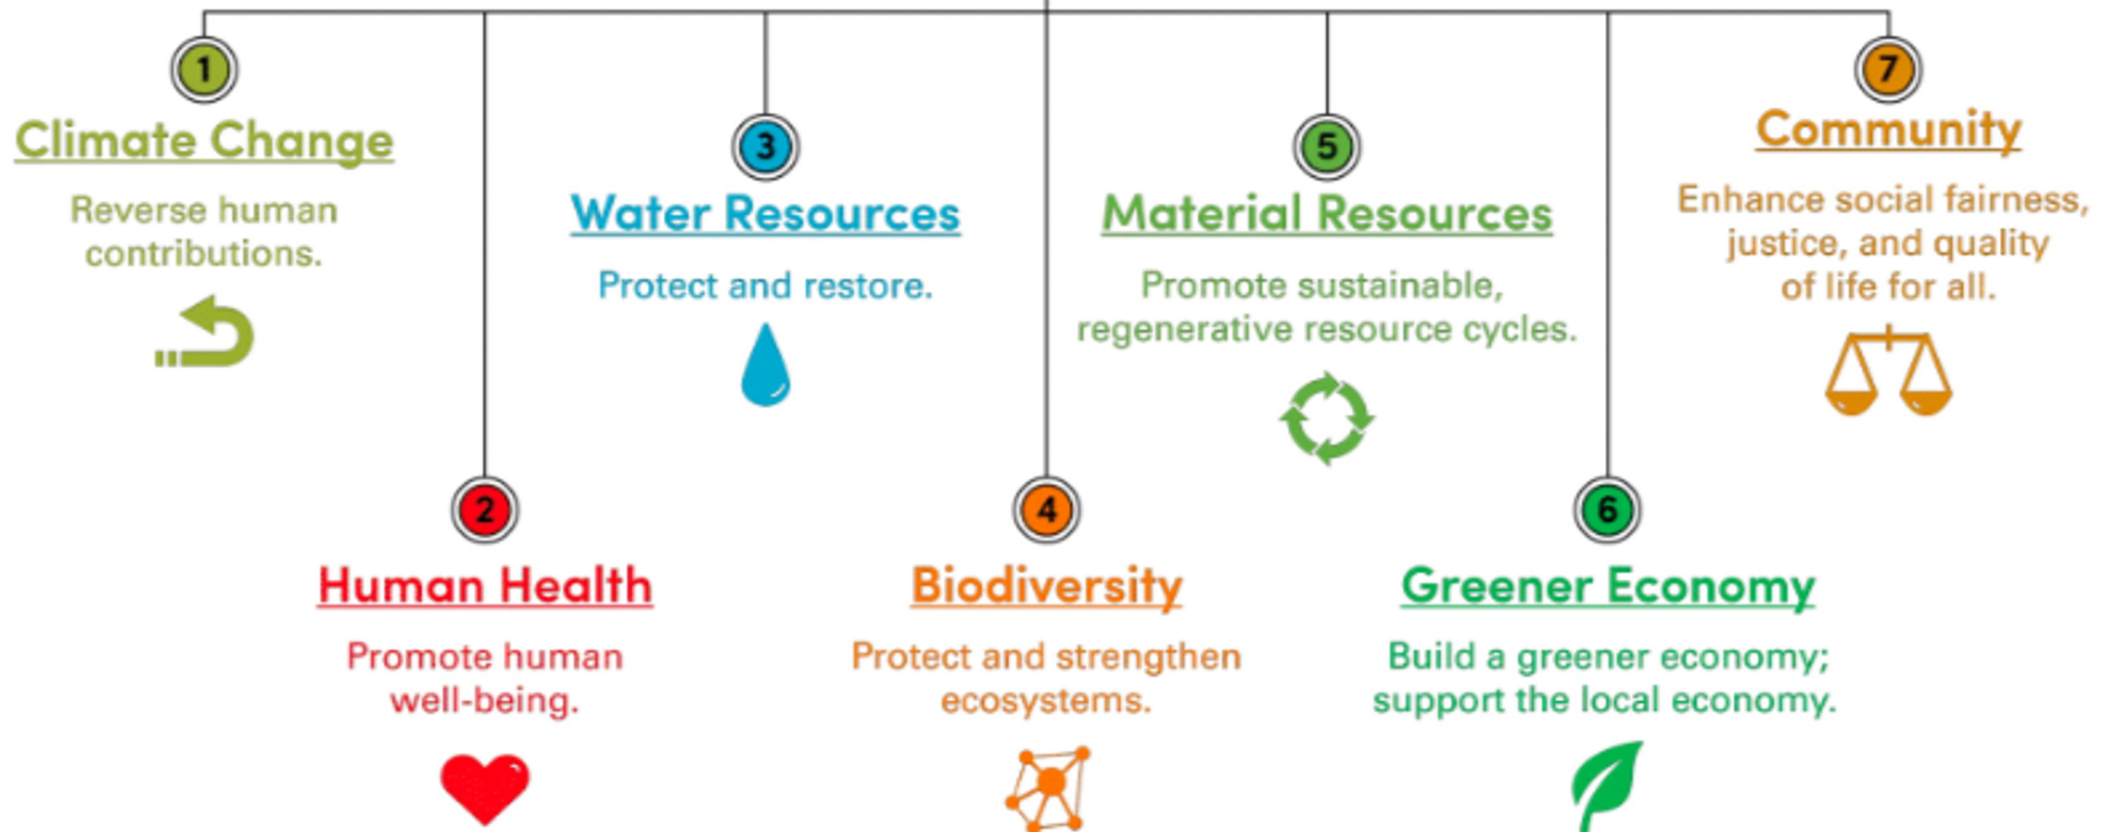 1
Climate Change
Reverse human
contributions.
2
Human Health
Promote human
well-being.
3
Water Resources
Protect and restore.
4
Biodiversity
Protect and strengthen
ecosystems.
5
Material Resources
Promote sustainable,
regenerative resource cycles.
6
Greener Economy
Build a greener economy;
support the local economy.
7
Community
Enhance social fairness,
justice, and quality
of life for all.